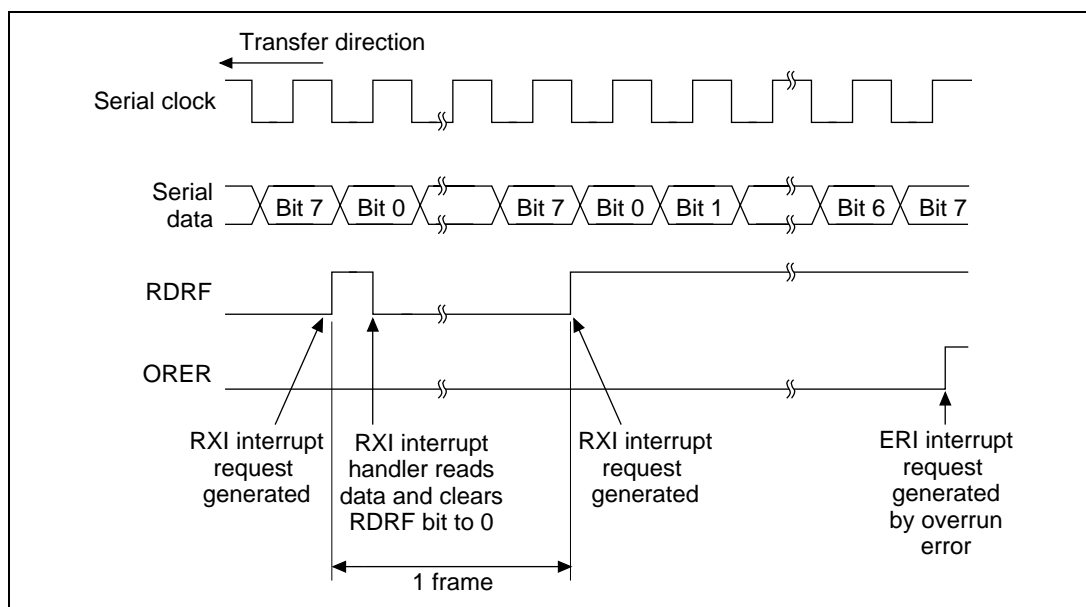 Transfer direction
Serial clock
Serial
data
Bit 7 Bit 0 Bit 7 Bit 0 Bit 1 Bit 6 Bit 7
RDRF
ORER
RXI interrupt
request
generated
RXI interrupt
handler reads
data and clears
RDRF bit to 0
RXI interrupt
request
generated
ERI interrupt
request
generated
by overrun
error
1 frame